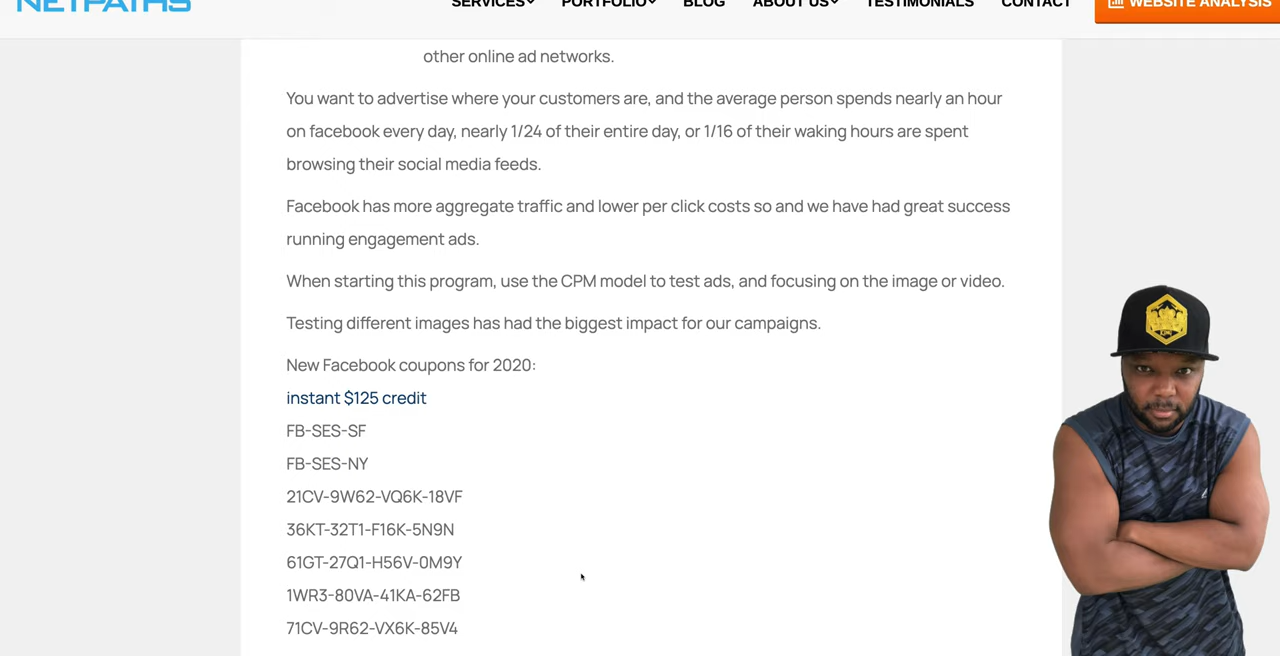 NETPATHS
SERVICES PORTFOLIO BLOG ABOUT US TESTIMONIALS CONTACT WEBSITE ANALYSIS
other online ad networks.
You want to advertise where your customers are, and the average person spends nearly an hour
on facebook every day, nearly 1/24 of their entire day, or 1/16 of their waking hours are spent
browsing their social media feeds.
Facebook has more aggregate traffic and lower per click costs so and we have had great success
running engagement ads.
When starting this program, use the CPM model to test ads, and focusing on the image or video.
Testing different images has had the biggest impact for our campaigns.
New Facebook coupons for 2020:
instant $125 credit
FB-SES-SF
FB-SES-NY
21CV-9W62-VQ6K-18VF
36KT-32T1-F16K-5N9N
61GT-27Q1-H56V-0M9Y
1WR3-80VA-41KA-62FB
71CV-9R62-VX6K-85V4